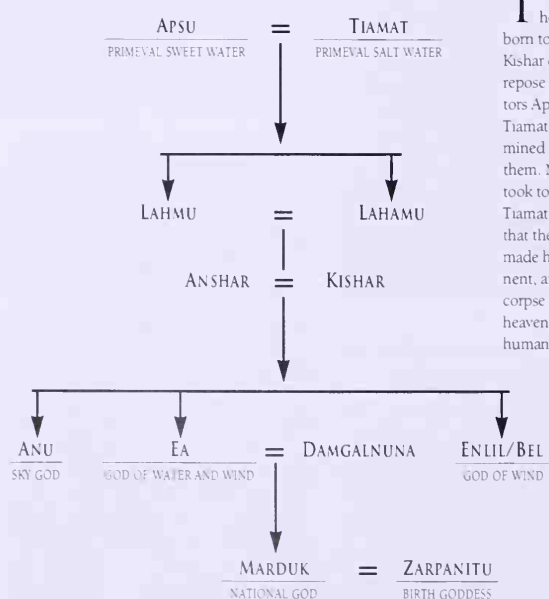 APSU = TIAMAT
PRIMEVAL SWEET WATER PRIMEVAL SALT WATER
LAHMU = LAHAMU
ANSHAR = KISHAR
ANU EA = DAMGALNUNA ENLIL/BEL
SKY GOD GOD OF WATER AND WIND GOD OF WIND
MARDUK = ZARPANITU
NATIONAL GOD BIRTH GODDESS
born to
Kishar
repose
tors Ap
Tiamat
mined
them.
took to
Tiamat
that the
made h
nent, a
corpse
heaven
human